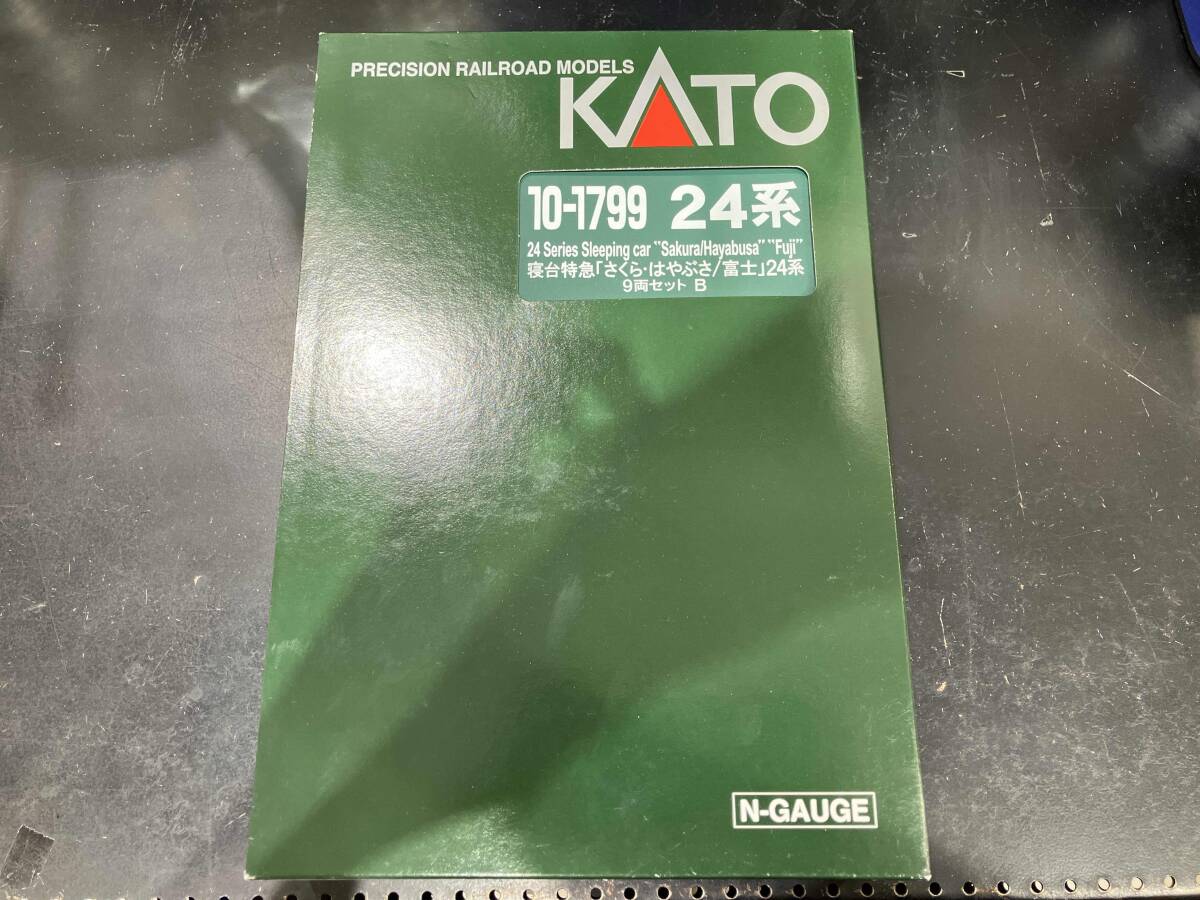 PRECISION RAILROAD MODELS
KATO
10-1799 24系
24 Series Sleeping car "Sakura/Hayabusa" "Fuji"
寝台特急「さくら・はやぶさ/富士」24系
9両セット B
N-GAUGE